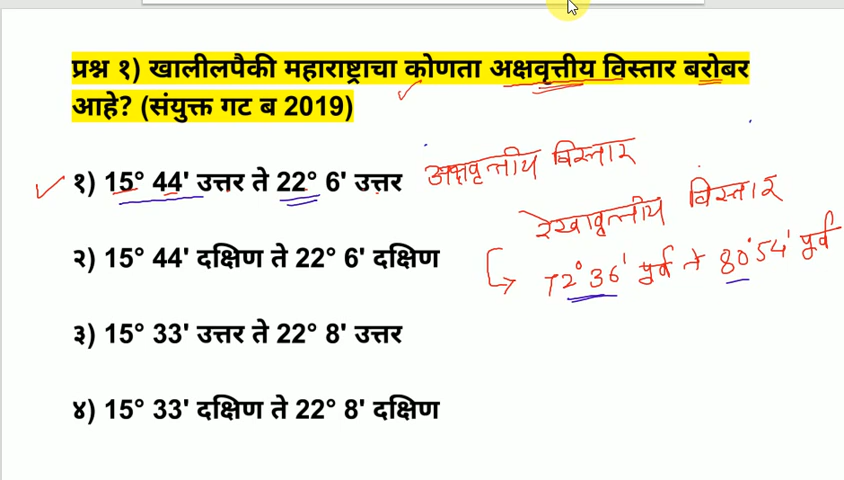 प्रश्न १) खालीलपैकी महाराष्ट्राचा कोणता अक्षवृत्तीय विस्तार बरोबर
आहे? (संयुक्त गट ब 2019)
१) 15° 44' उत्तर ते 22° 6' उत्तर
अक्षवृत्तीय विस्तार
रेखावृत्तीय विस्तार
72° 36' पूर्व ते 80° 54' पूर्व
२) 15° 44' दक्षिण ते 22° 6' दक्षिण
३) 15° 33' उत्तर ते 22° 8' उत्तर
४) 15° 33' दक्षिण ते 22° 8' दक्षिण